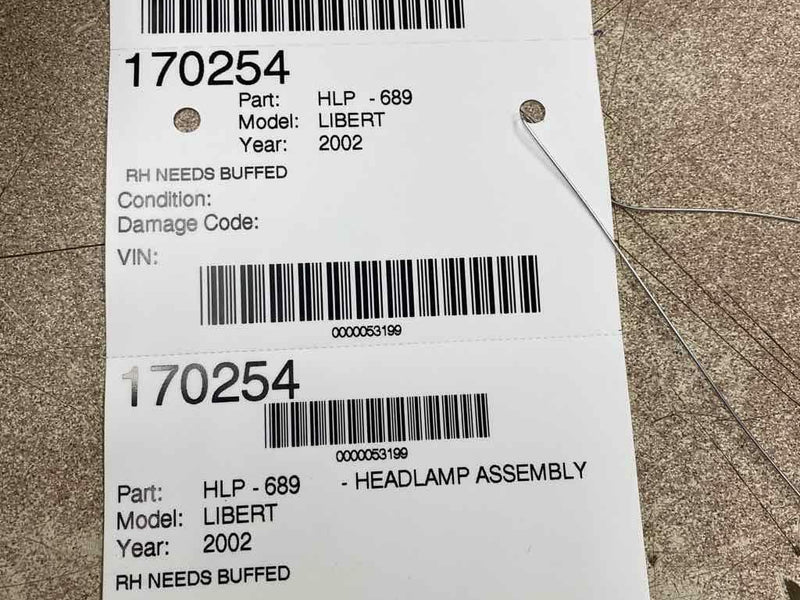 170254
Part: HLP - 689
Model: LIBERT
Year: 2002
RH NEEDS BUFFED
Condition:
Damage Code:
VIN:
0000053199
170254
0000053199
Part: HLP - 689 - HEADLAMP ASSEMBLY
Model: LIBERT
Year: 2002
RH NEEDS BUFFED